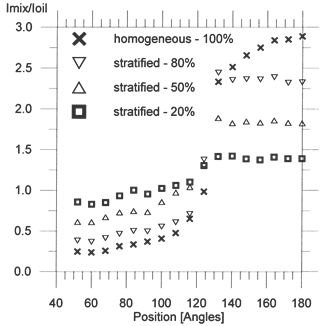 Imix/Ioil
3.0
homogeneous - 100%
2.5
stratified - 80%
stratified - 50%
2.0
stratified - 20%
1.5
1.0
0.5
0.0
40 60 80 100 120 140 160 180
Position [Angles]